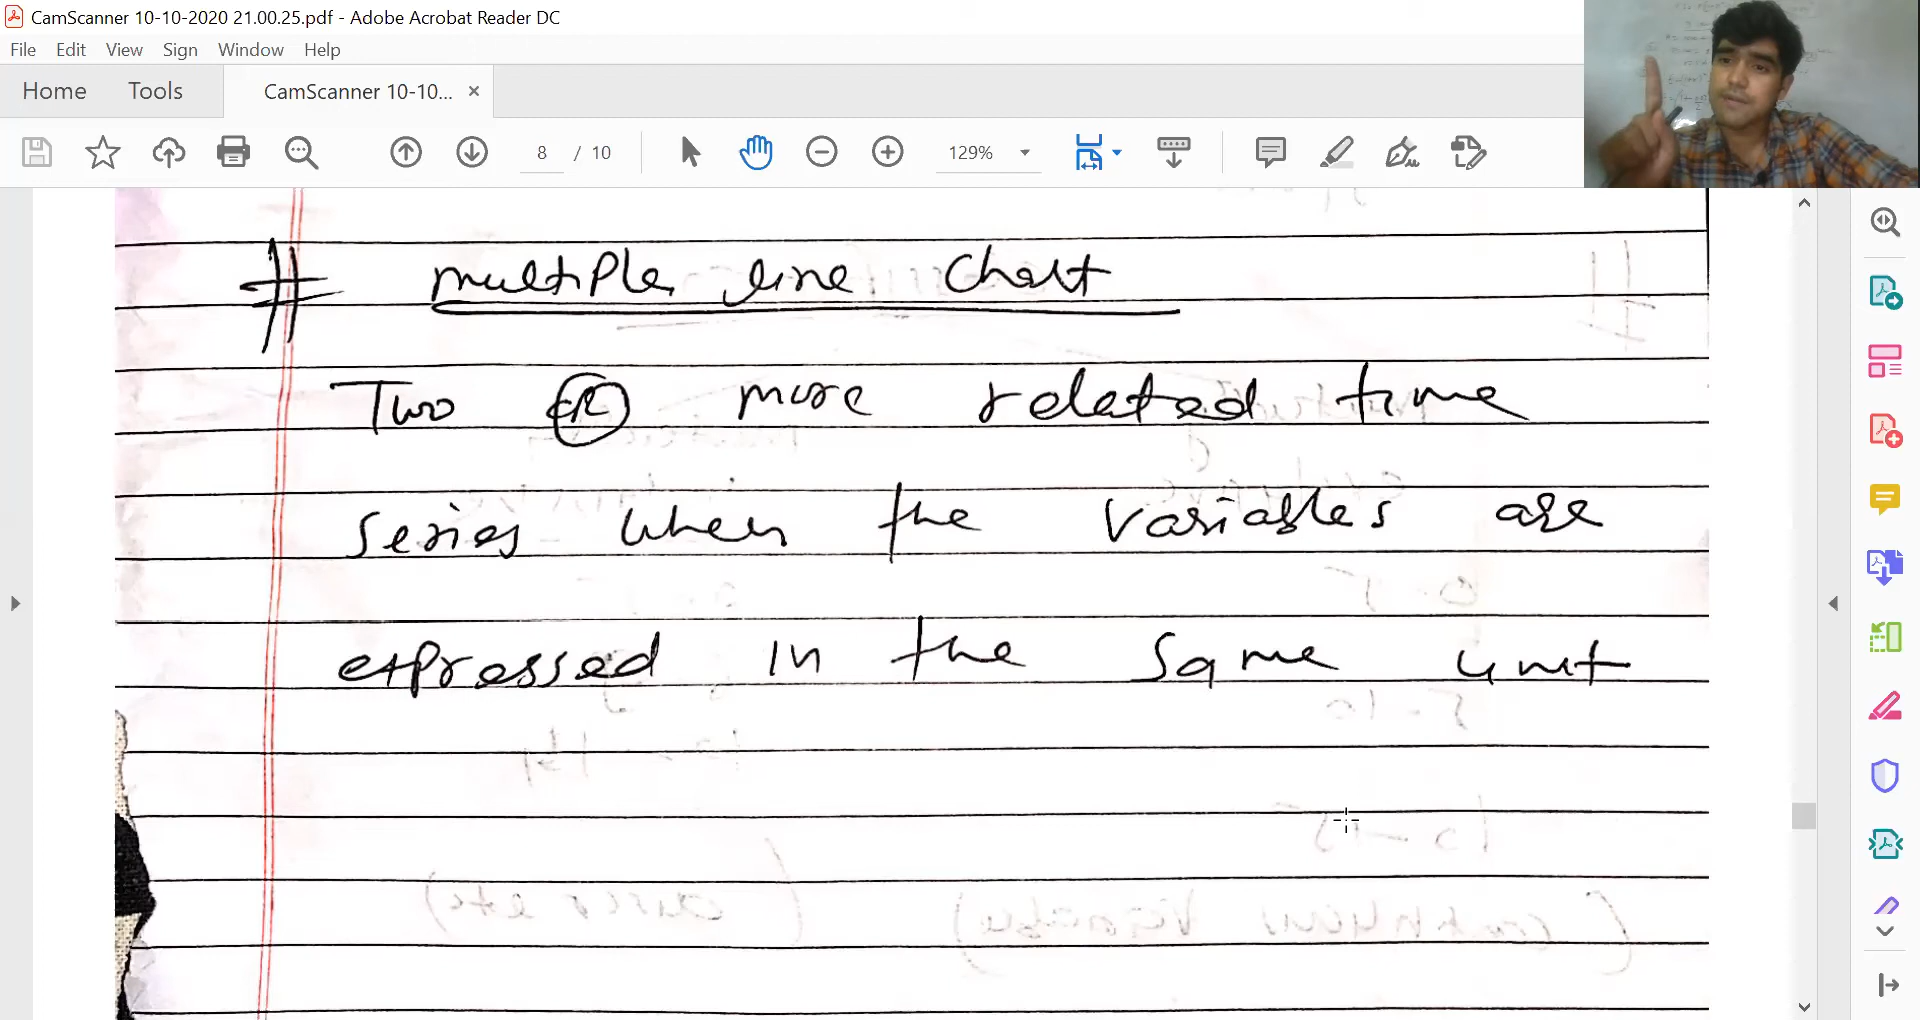 CamScanner 10-10-2020 21.00.25.pdf - Adobe Acrobat Reader DC
File Edit View Sign Window Help
Home Tools CamScanner 10-10... ×
8 / 10 129%
# multiple line Chart
Two OR more related time
series when the variables are
expressed in the same unit